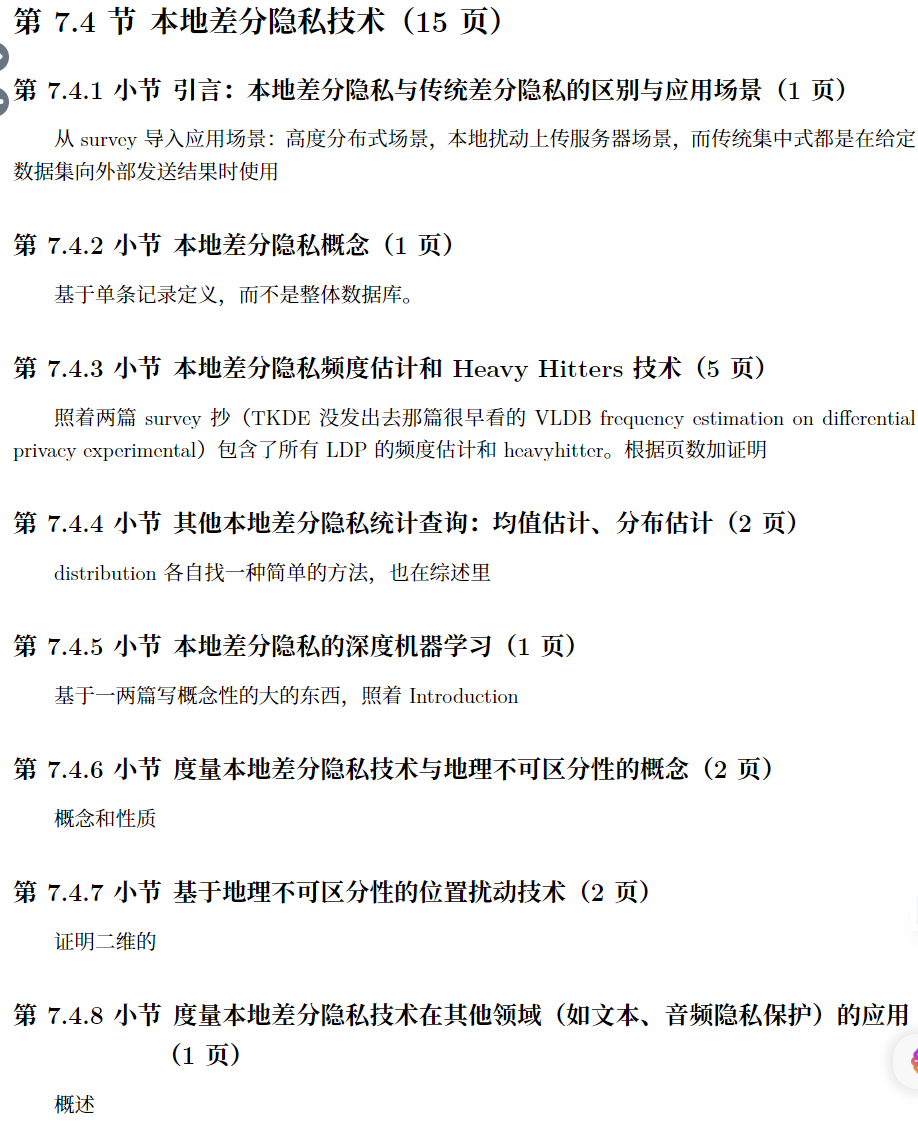 第 7.4 节 本地差分隐私技术（15 页）
第 7.4.1 小节 引言：本地差分隐私与传统差分隐私的区别与应用场景（1 页）
从 survey 导入应用场景：高度分布式场景，本地扰动上传服务器场景，而传统集中式都是在给定
数据集向外部发送结果时使用
第 7.4.2 小节 本地差分隐私概念（1 页）
基于单条记录定义，而不是整体数据库。
第 7.4.3 小节 本地差分隐私频度估计和 Heavy Hitters 技术（5 页）
照着两篇 survey 抄（TKDE 没发出去那篇很早看的 VLDB frequency estimation on differential
privacy experimental）包含了所有 LDP 的频度估计和 heavyhitter。根据页数加证明
第 7.4.4 小节 其他本地差分隐私统计查询：均值估计、分布估计（2 页）
distribution 各自找一种简单的方法，也在综述里
第 7.4.5 小节 本地差分隐私的深度机器学习（1 页）
基于一两篇写概念性的大的东西，照着 Introduction
第 7.4.6 小节 度量本地差分隐私技术与地理不可区分性的概念（2 页）
概念和性质
第 7.4.7 小节 基于地理不可区分性的位置扰动技术（2 页）
证明二维的
第 7.4.8 小节 度量本地差分隐私技术在其他领域（如文本、音频隐私保护）的应用
（1 页）
概述